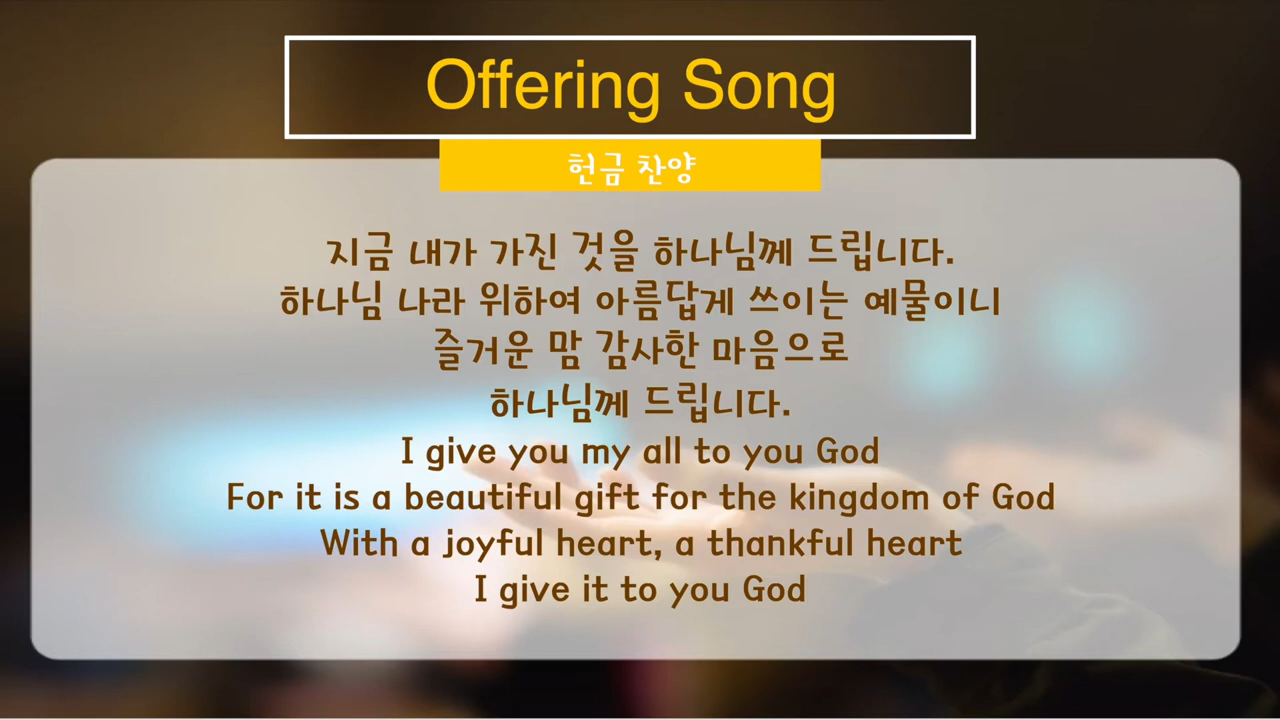 Offering Song
헌금 찬양
지금 내가 가진 것을 하나님께 드립니다.
하나님 나라 위하여 아름답게 쓰이는 예물이니
즐거운 맘 감사한 마음으로
하나님께 드립니다.
I give you my all to you God
For it is a beautiful gift for the kingdom of God
With a joyful heart, a thankful heart
I give it to you God